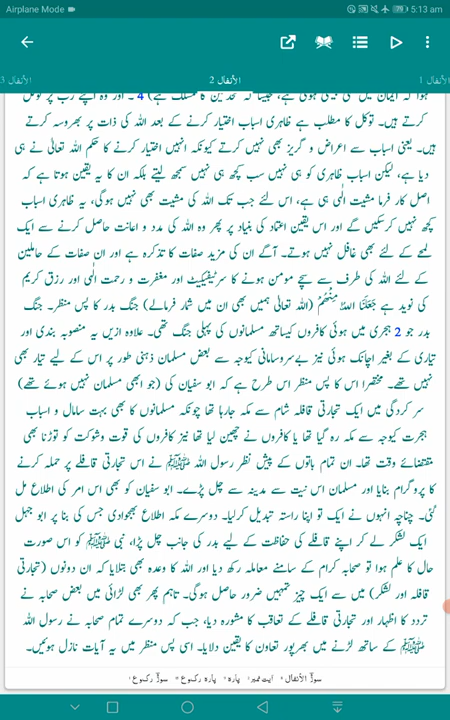 Airplane Mode
5:13 am
الأنفال 3
الأنفال 2
الأنفال 1
کرتے ہیں۔ توکل کا مطلب ہے ظاہری اسباب اختیار کرنے کے بعد اللہ کی ذات پر بھروسہ کرتے
ہیں۔ یعنی اسباب سے اعراض و گریز بھی نہیں کرتے کیونکہ انہیں اختیار کرنے کا حکم اللہ تعالیٰ نے ہی
دیا ہے، لیکن اسباب ظاہری کو ہی نہیں سب کچھ ہی نہیں سمجھ لیتے بلکہ ان کا یہ یقین ہوتا ہے کہ
اصل کار فرما مشیت الٰہی ہی ہے، اس لئے جب تک اللہ کی مشیت بھی نہیں ہوگی، یہ ظاہری اسباب
کچھ نہیں کرسکیں گے اور اس یقین اعتماد کی بنیاد پر پھر وہ اللہ کی مدد و اعانت حاصل کرنے سے ایک
لمحے کے لئے بھی غافل نہیں ہوتے۔ آگے ان کی مزید صفات کا تذکرہ ہے اور ان صفات کے حاملین
کے لئے اللہ کی طرف سے سچے مومن ہونے کا سرٹیفیکیٹ اور مغفرت و رحمت الٰہی اور رزق کریم
کی نوید ہے جَعَلَنَا اللہُ مِنْھُمْ (اللہ تعالیٰ ہمیں بھی ان میں شمار فرمالے) جنگ بدر کا پس منظر۔ جنگ
بدر جو 2 ہجری میں ہوئی کافروں کیساتھ مسلمانوں کی پہلی جنگ تھی۔ علاوہ ازیں یہ منصوبہ بندی اور
تیاری کے بغیر اچانک ہوئی نیز بےسروسامانی کیوجہ سے بعض مسلمان ذہنی طور پر اس کے لیے تیار بھی
نہیں تھے۔ مختصرا اس کا پس منظر اس طرح ہے کہ ابو سفیان کی (جو ابھی مسلمان نہیں ہوئے تھے)
سر کردگی میں ایک تجارتی قافلہ شام سے مکہ جارہا تھا چونکہ مسلمانوں کا بھی بہت سامال و اسباب
ہجرت کیوجہ سے مکہ رہ گیا تھا یا کافروں نے چھین لیا تھا نیز کافروں کی قوت وشوکت کو توڑنا بھی
مقتضائے وقت تھا۔ ان تمام باتوں کے پیش نظر رسول اللہ ﷺ نے اس تجارتی قافلے پر حملہ کرنے
کا پروگرام بنایا اور مسلمان اس نیت سے مدینہ سے چل پڑے۔ ابو سفیان کو بھی اس امر کی اطلاع مل
گئی۔ چنانچہ انہوں نے ایک تو اپنا راستہ تبدیل کرلیا۔ دوسرے مکہ اطلاع بھجوادی جس کی بنا پر ابو جہل
ایک لشکر لے کر اپنے قافلے کی حفاظت کے لیے بدر کی جانب چل پڑا، نبی ﷺ کو اس صورت
حال کا علم ہوا تو صحابہ کرام کے سامنے معاملہ رکھ دیا اور اللہ کا وعدہ بھی بتلایا کہ ان دونوں (تجارتی
قافلہ اور لشکر) میں سے ایک چیز تمہیں ضرور حاصل ہوگی۔ تاہم پھر بھی لڑائی میں بعض صحابہ نے
تردد کا اظہار اور تجارتی قافلے کے تعاقب کا مشورہ دیا، جب کہ دوسرے تمام صحابہ نے رسول اللہ
ﷺ کے ساتھ لڑنے میں بھرپور تعاون کا یقین دلایا۔ اسی پس منظر میں یہ آیات نازل ہوئیں۔